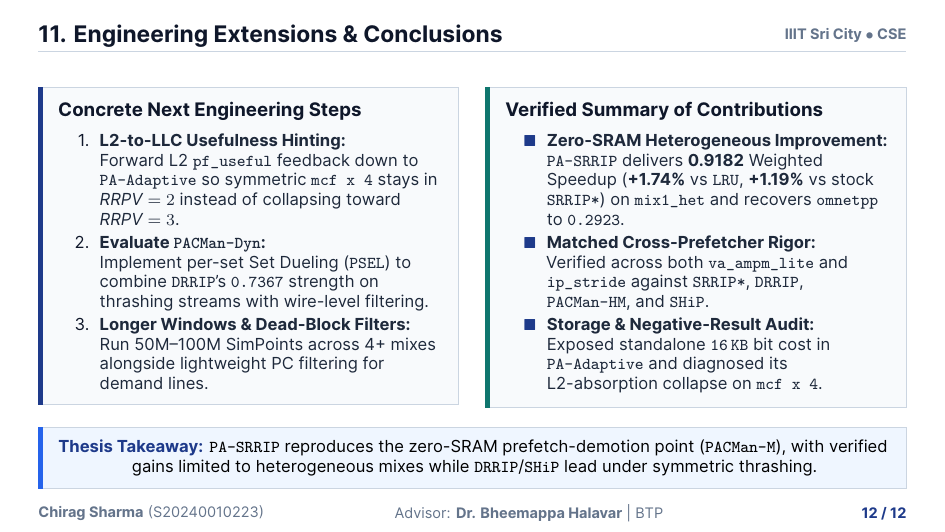 11. Engineering Extensions & Conclusions
IIIT Sri City • CSE
Concrete Next Engineering Steps
1. L2-to-LLC Usefulness Hinting:
Forward L2 pf_useful feedback down to
PA-Adaptive so symmetric mcf x 4 stays in
RRPV = 2 instead of collapsing toward
RRPV = 3.
2. Evaluate PACMan-Dyn:
Implement per-set Set Dueling (PSEL) to
combine DRRIP's 0.7367 strength on
thrashing streams with wire-level filtering.
3. Longer Windows & Dead-Block Filters:
Run 50M–100M SimPoints across 4+ mixes
alongside lightweight PC filtering for
demand lines.
Verified Summary of Contributions
■ Zero-SRAM Heterogeneous Improvement:
PA-SRRIP delivers 0.9182 Weighted
Speedup (+1.74% vs LRU, +1.19% vs stock
SRRIP*) on mix1_het and recovers omnetpp
to 0.2923.
■ Matched Cross-Prefetcher Rigor:
Verified across both va_ampm_lite and
ip_stride against SRRIP*, DRRIP,
PACMan-HM, and SHiP.
■ Storage & Negative-Result Audit:
Exposed standalone 16 KB bit cost in
PA-Adaptive and diagnosed its
L2-absorption collapse on mcf x 4.
Thesis Takeaway: PA-SRRIP reproduces the zero-SRAM prefetch-demotion point (PACMan-M), with verified
gains limited to heterogeneous mixes while DRRIP/SHiP lead under symmetric thrashing.
Chirag Sharma (S20240010223)
Advisor: Dr. Bheemappa Halavar | BTP
12 / 12